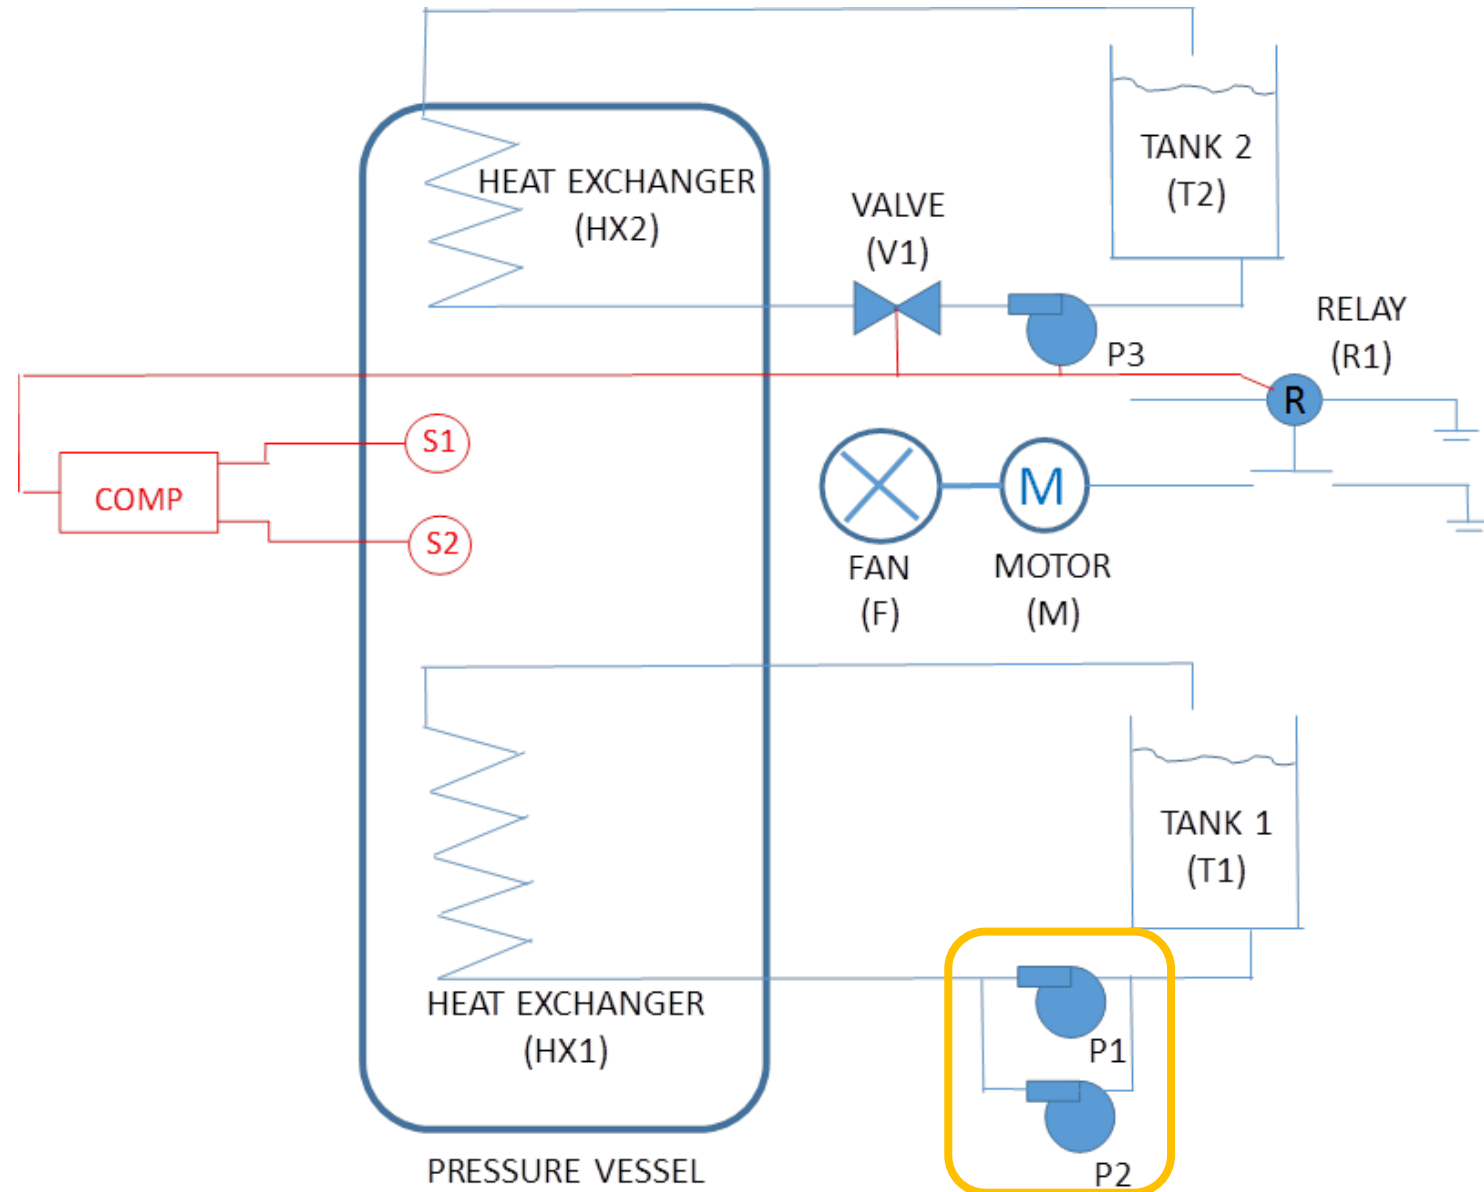 TANK 2
(T2)
HEAT EXCHANGER
(HX2)
VALVE
(V1)
RELAY
(R1)
P3
R
S1
COMP
S2
M
FAN
(F)
MOTOR
(M)
TANK 1
(T1)
HEAT EXCHANGER
(HX1)
P1
P2
PRESSURE VESSEL